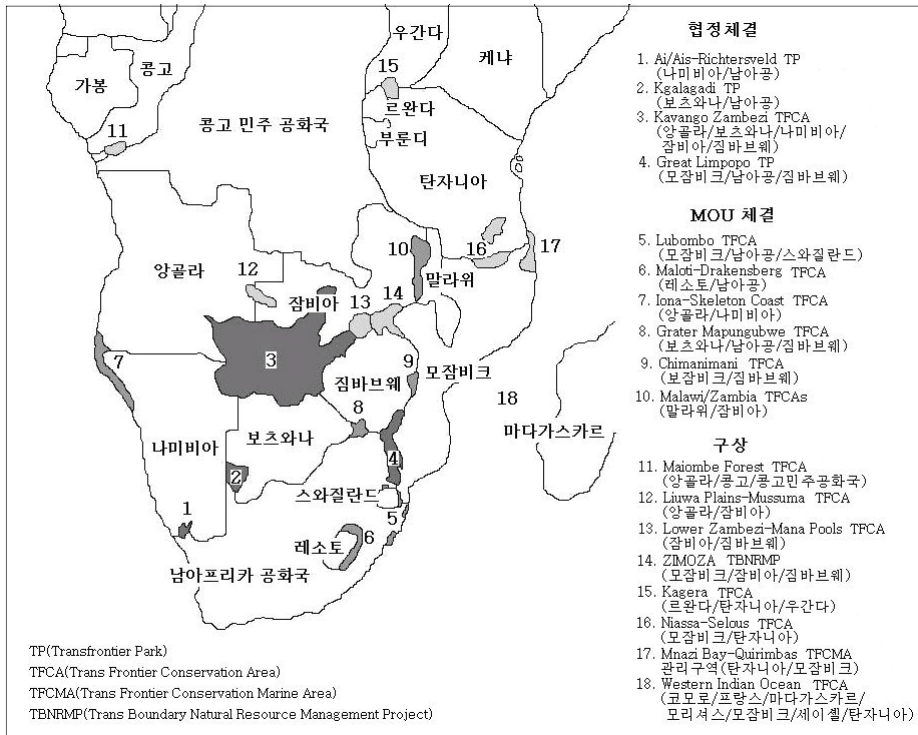 우간다
케냐
15
콩고
가봉
르완다
11
콩고 민주 공화국
부룬디
탄자니아
16
17
10
앙골라
12
말라위
잠비아
14
13
3
7
9
모잠비크
짐바브웨
18
8
마다가스카르
보츠와나
나미비아
4
2
스와질란드
1
5
6
레소토
남아프리카 공화국
TP(Transfrontier Park)
TFCA(Trans Frontier Conservation Area)
TFCMA(Trans Frontier Conservation Marine Area)
TBNRMP(Trans Boundary Natural Resource Management Project)
협정체결
1. Ai/Ais-Richtersveld TP
(나미비아/남아공)
2. Kgalagadi TP
(보츠와나/남아공)
3. Kavango Zambezi TFCA
(앙골라/보츠와나/나미비아/
잠비아/짐바브웨)
4. Great Limpopo TP
(모잠비크/남아공/짐바브웨)
MOU 체결
5. Lubombo TFCA
(모잠비크/남아공/스와질란드)
6. Maloti-Drakensberg TFCA
(레소토/남아공)
7. Iona-Skeleton Coast TFCA
(앙골라/나미비아)
8. Grater Mapungubwe TFCA
(보츠와나/남아공/짐바브웨)
9. Chimanimani TFCA
(보잠비크/짐바브웨)
10. Malawi/Zambia TFCAs
(말라위/잠비아)
구상
11. Maiombe Forest TFCA
(앙골라/콩고/콩고민주공화국)
12. Liuwa Plains-Mussuma TFCA
(앙골라/잠비아)
13. Lower Zambezi-Mana Pools TFCA
(잠비아/짐바브웨)
14. ZIMOZA TBNRMP
(모잠비크/잠비아/짐바브웨)
15. Kagera TFCA
(르완다/탄자니아/우간다)
16. Niassa-Selous TFCA
(모잠비크/탄자니아)
17. Mnazi Bay-Quirimbas TFCMA
관리구역(탄자니아/모잠비크)
18. Western Indian Ocean TFCA
(코모로/프랑스/마다가스카르/
모리셔스/모잠비크/세이셸/탄자니아)